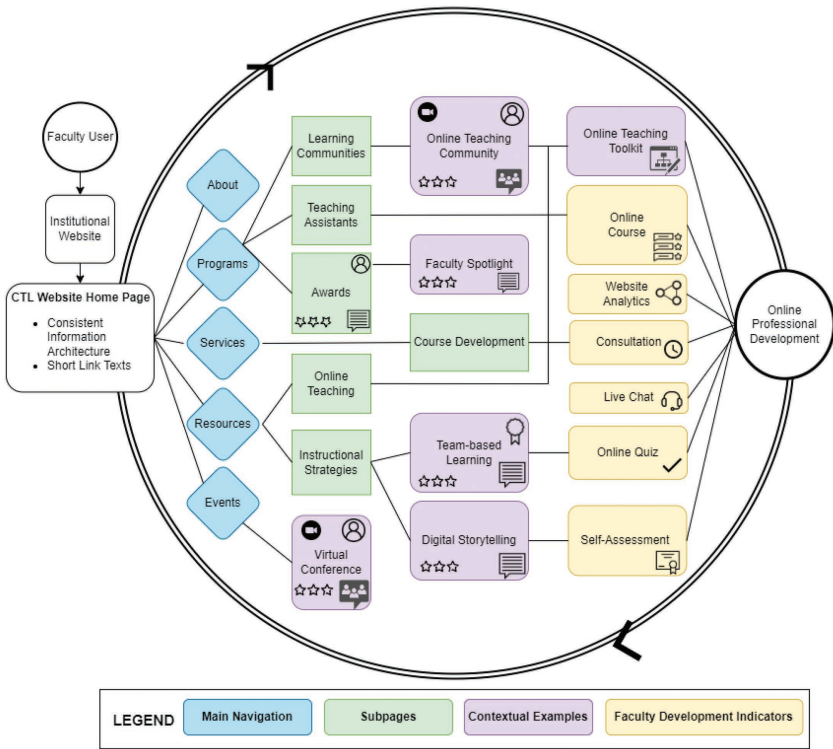 Faculty User
Institutional
Website
CTL Website Home Page
• Consistent
Information
Architecture
• Short Link Texts
About
Programs
Services
Resources
Events
Learning
Communities
Teaching
Assistants
Awards
Online
Teaching
Instructional
Strategies
Virtual
Conference
Online Teaching
Community
Faculty Spotlight
Course Development
Team-based
Learning
Digital Storytelling
Online Teaching
Toolkit
Online
Course
Website
Analytics
Consultation
Live Chat
Online Quiz
Self-Assessment
Online
Professional
Development
LEGEND
Main Navigation
Subpages
Contextual Examples
Faculty Development Indicators